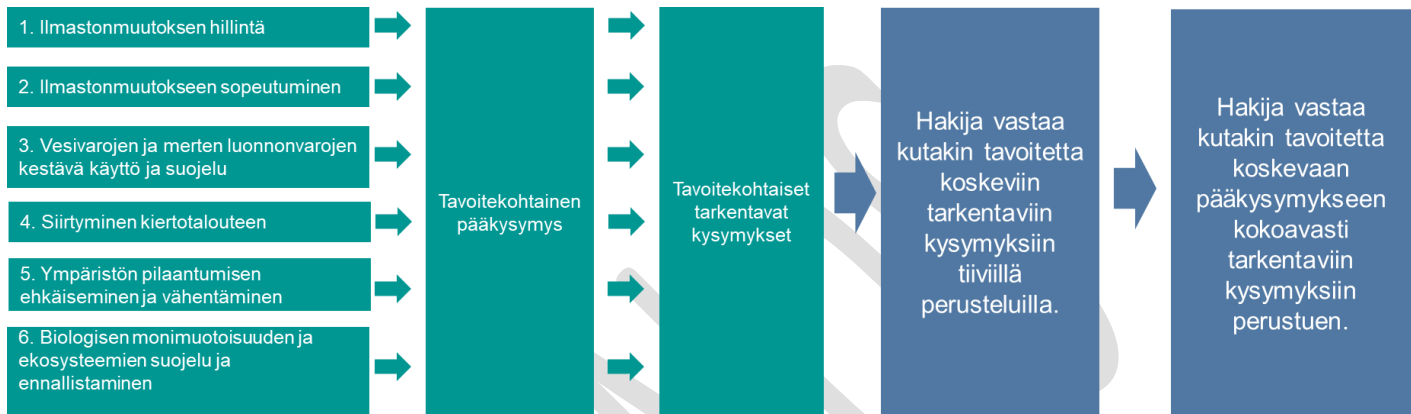 1. Ilmastonmuutoksen hillintä
2. Ilmastonmuutokseen sopeutuminen
3. Vesivarojen ja merten luonnonvarojen
kestävä käyttö ja suojelu
4. Siirtyminen kiertotalouteen
5. Ympäristön pilaantumisen
ehkäiseminen ja vähentäminen
6. Biologisen monimuotoisuuden ja
ekosysteemien suojelu ja
ennallistaminen
Tavoitekohtainen
pääkysymys
Tavoitekohtaiset
tarkentavat
kysymykset
Hakija vastaa
kutakin tavoitetta
koskeviin
tarkentaviin
kysymyksiin
tiiviillä
perusteluilla.
Hakija vastaa
kutakin tavoitetta
koskevaan
pääkysymykseen
kokoavasti
tarkentaviin
kysymyksiin
perustuen.